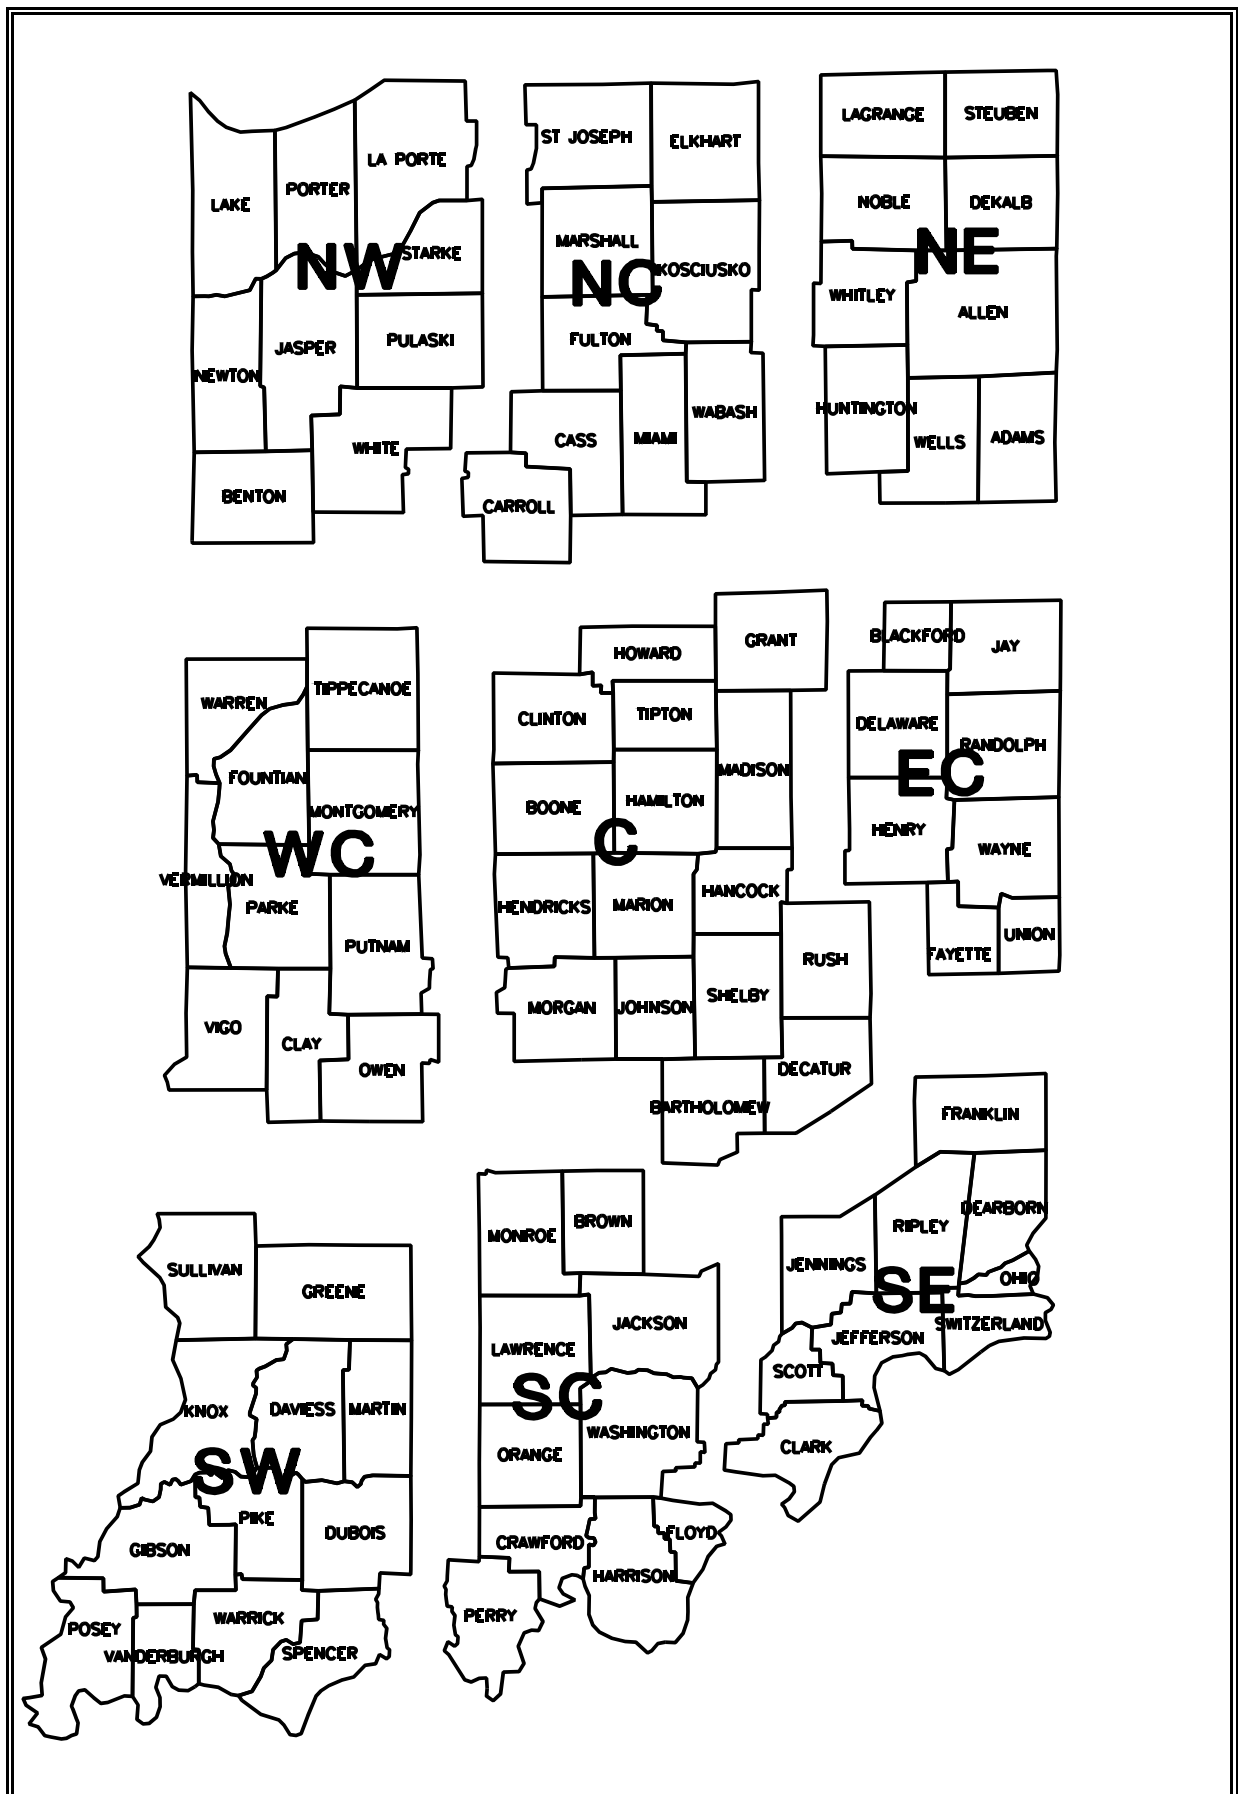 LAGRANGE
STEUBEN
ST JOSEPH
ELKHART
LA PORTE
PORTER
LAKE
NOBLE
DEKALB
MARSHALL
STARKE
NW
NE
KOSCIUSKO
NC
WHITLEY
ALLEN
FULTON
PULASKI
JASPER
NEWTON
HUNTINGTON
WABASH
ADAMS
WELLS
MIAMI
CASS
WHITE
BENTON
CARROLL
GRANT
HOWARD
BLACKFORD
JAY
TIPPECANOE
WARREN
CLINTON
TIPTON
DELAWARE
RANDOLPH
MADISON
EC
FOUNTIAN
MONTGOMERY
BOONE
HAMILTON
HENRY
C
WAYNE
WC
VERMILLION
PARKE
HENDRICKS
MARION
HANCOCK
UNION
FAYETTE
PUTNAM
RUSH
SHELBY
MORGAN
JOHNSON
VIGO
CLAY
OWEN
DECATUR
BARTHOLOMEW
FRANKLIN
DEARBORN
RIPLEY
BROWN
MONROE
JENNINGS
SULLIVAN
OHIO
GREENE
SE
JACKSON
SWITZERLAND
JEFFERSON
LAWRENCE
SCOTT
SC
KNOX
DAVIESS
MARTIN
WASHINGTON
CLARK
ORANGE
SW
PIKE
DUBOIS
FLOYD
CRAWFORD
GIBSON
HARRISON
PERRY
WARRICK
POSEY
VANDERBURGH
SPENCER